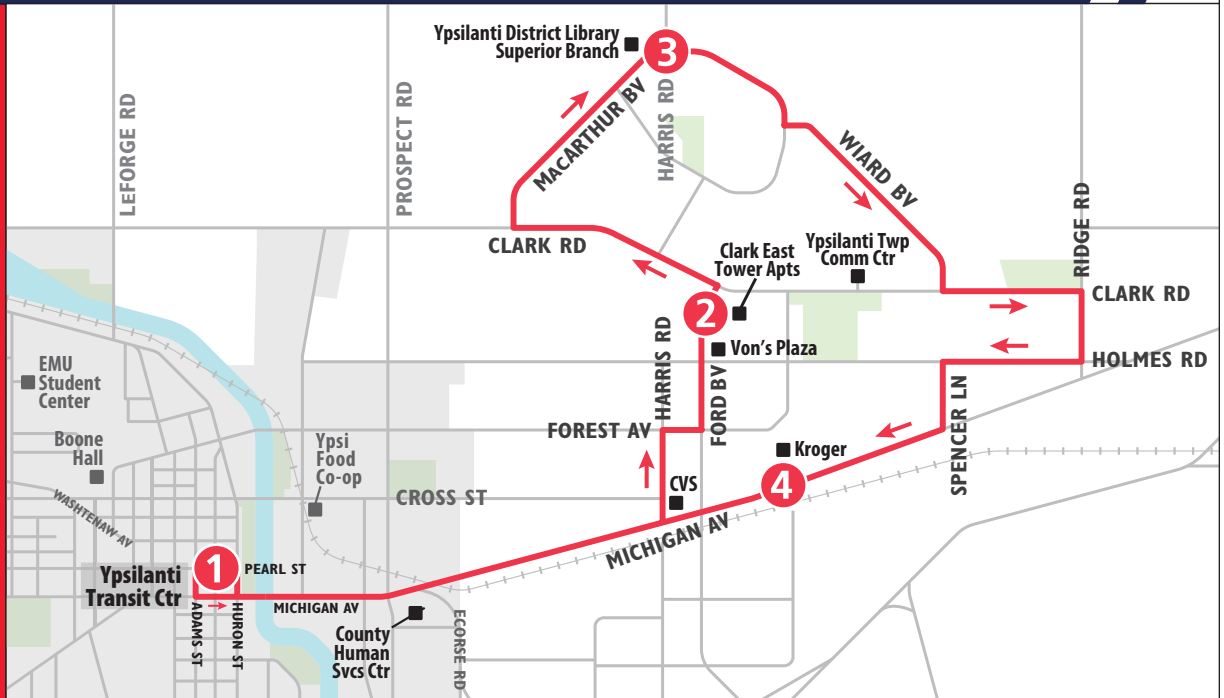 Ypsilanti District Library
Superior Branch
3
LEFORGE RD
PROSPECT RD
HARRIS RD
MACARTHUR BV
WIARD BV
RIDGE RD
CLARK RD
Clark East
Tower Apts
Ypsilanti Twp
Comm Ctr
CLARK RD
2
HARRIS RD
Von's Plaza
FORD BV
HOLMES RD
EMU
Student
Center
Boone
Hall
Ypsi
Food
Co-op
FOREST AV
Kroger
SPENCER LN
CROSS ST
CVS
4
WASHTENAW AV
MICHIGAN AV
1
PEARL ST
Ypsilanti
Transit Ctr
ADAMS ST
HURON ST
MICHIGAN AV
County
Human
Svcs Ctr
ECORSE RD